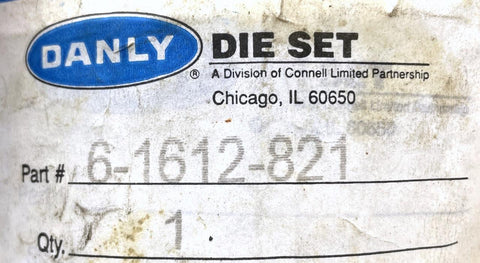 DANLY ® DIE SET
A Division of Connell Limited Partnership
Chicago, IL 60650
Part # 6-1612-821
Qty. 1